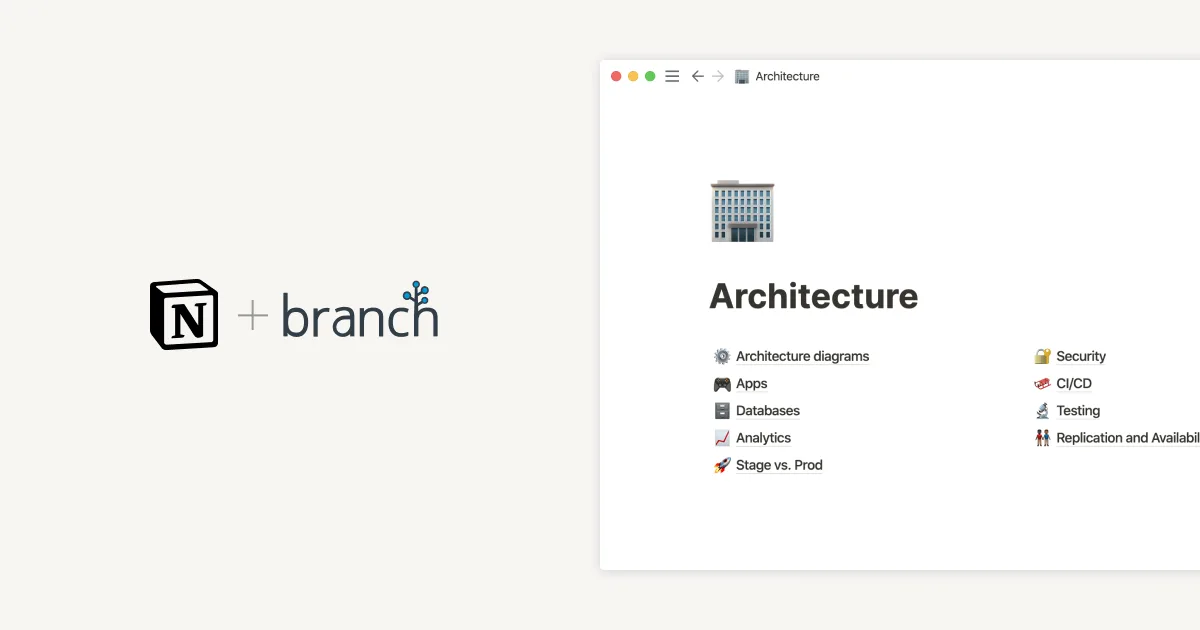 N + branch
Architecture
Architecture
Architecture diagrams
Apps
Databases
Analytics
Stage vs. Prod
Security
CI/CD
Testing
Replication and Availabil